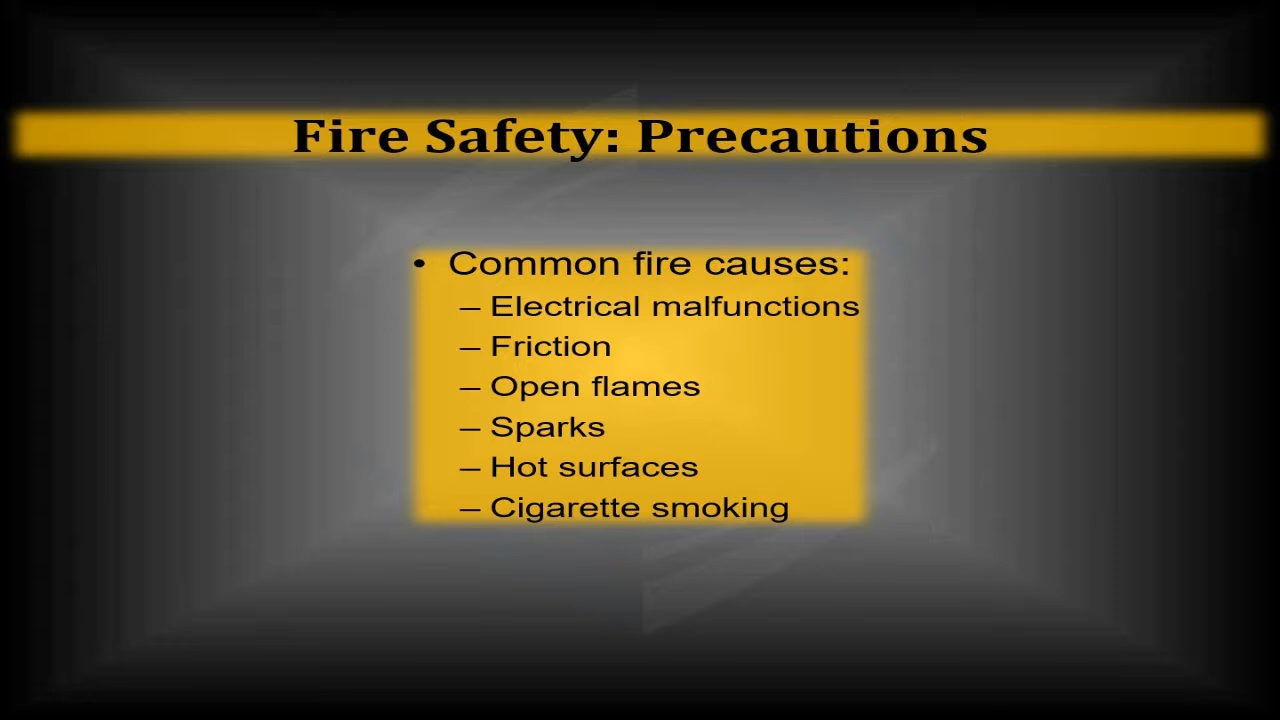 Fire Safety: Precautions
• Common fire causes:
– Electrical malfunctions
– Friction
– Open flames
– Sparks
– Hot surfaces
– Cigarette smoking